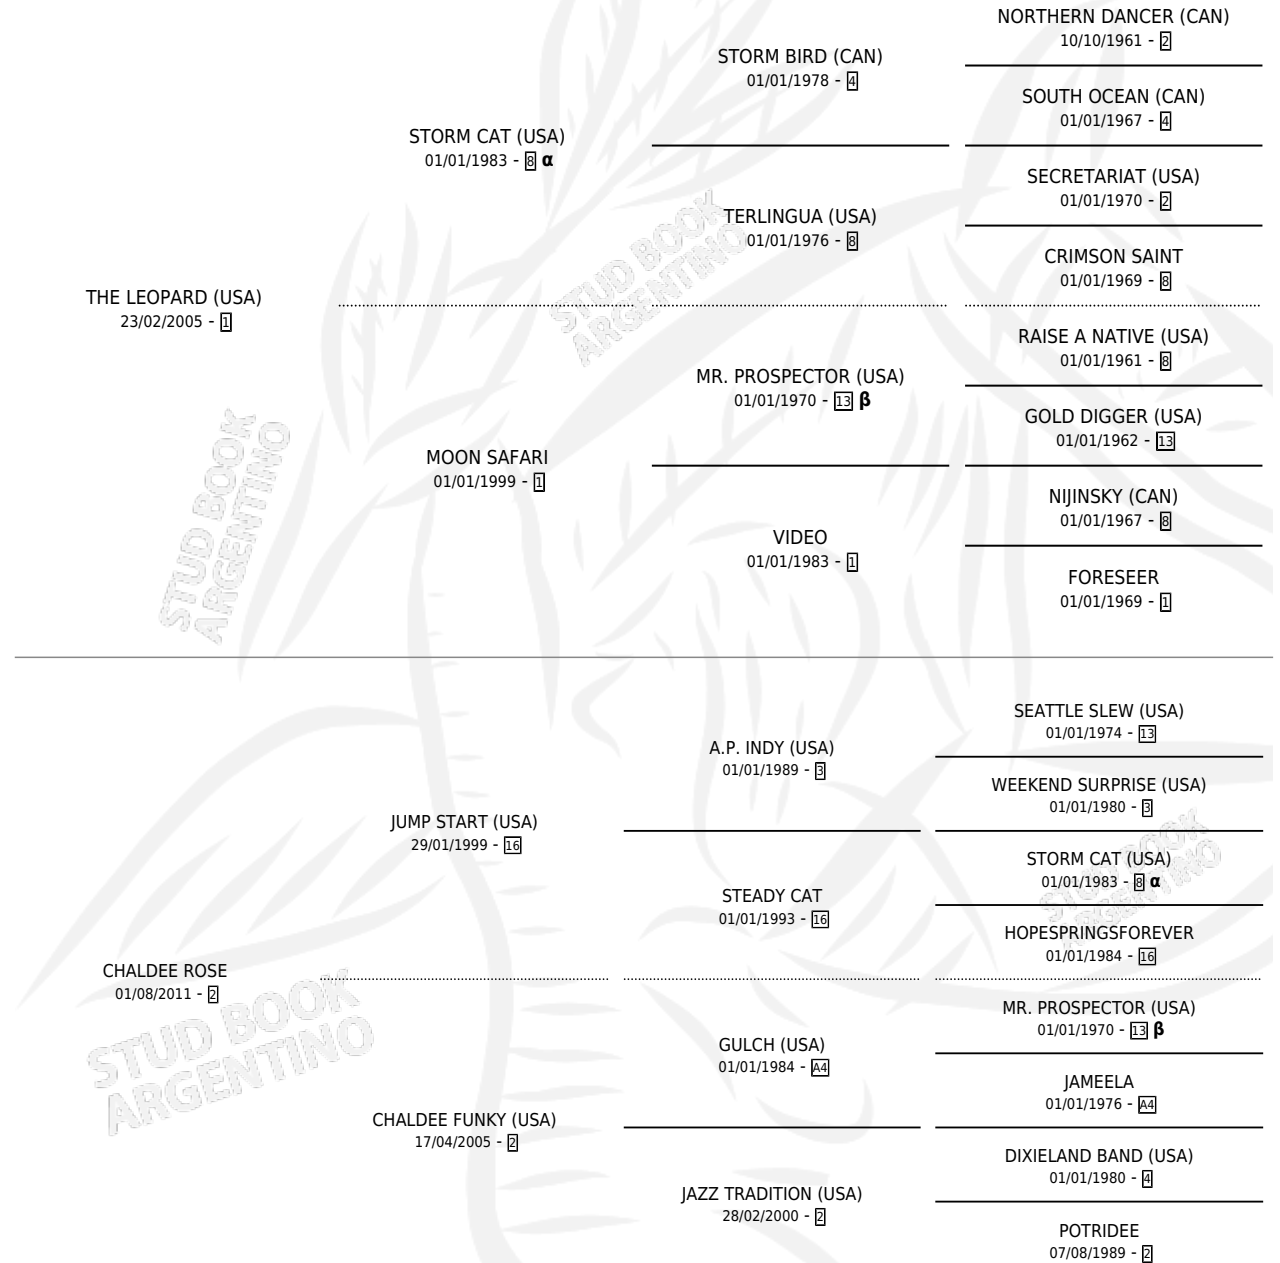 NORTHERN DANCER (CAN)
10/10/1961 - 2
STORM BIRD (CAN)
01/01/1978 - 4
SOUTH OCEAN (CAN)
01/01/1967 - 4
STORM CAT (USA)
01/01/1983 - 8 α
SECRETARIAT (USA)
01/01/1970 - 2
TERLINGUA (USA)
01/01/1976 - 8
CRIMSON SAINT
01/01/1969 - 8
STUD BOOK
ARGENTINO
THE LEOPARD (USA)
23/02/2005 - 1
RAISE A NATIVE (USA)
01/01/1961 - 8
MR. PROSPECTOR (USA)
01/01/1970 - 13 β
GOLD DIGGER (USA)
01/01/1962 - 13
MOON SAFARI
01/01/1999 - 1
NIJINSKY (CAN)
01/01/1967 - 8
VIDEO
01/01/1983 - 1
FORESEER
01/01/1969 - 1
STUD BOOK
ARGENTINO
SEATTLE SLEW (USA)
01/01/1974 - 13
A.P. INDY (USA)
01/01/1989 - 3
WEEKEND SURPRISE (USA)
01/01/1980 - 3
JUMP START (USA)
29/01/1999 - 16
STORM CAT (USA)
01/01/1983 - 8 α
STEADY CAT
01/01/1993 - 16
HOPESPRINGSFOREVER
01/01/1984 - 16
STUD BOOK
ARGENTINO
CHALDEE ROSE
01/08/2011 - 2
MR. PROSPECTOR (USA)
01/01/1970 - 13 β
GULCH (USA)
01/01/1984 - A4
JAMEELA
01/01/1976 - A4
CHALDEE FUNKY (USA)
17/04/2005 - 2
DIXIELAND BAND (USA)
01/01/1980 - 4
JAZZ TRADITION (USA)
28/02/2000 - 2
POTRIDEE
07/08/1989 - 2
STUD BOOK
ARGENTINO